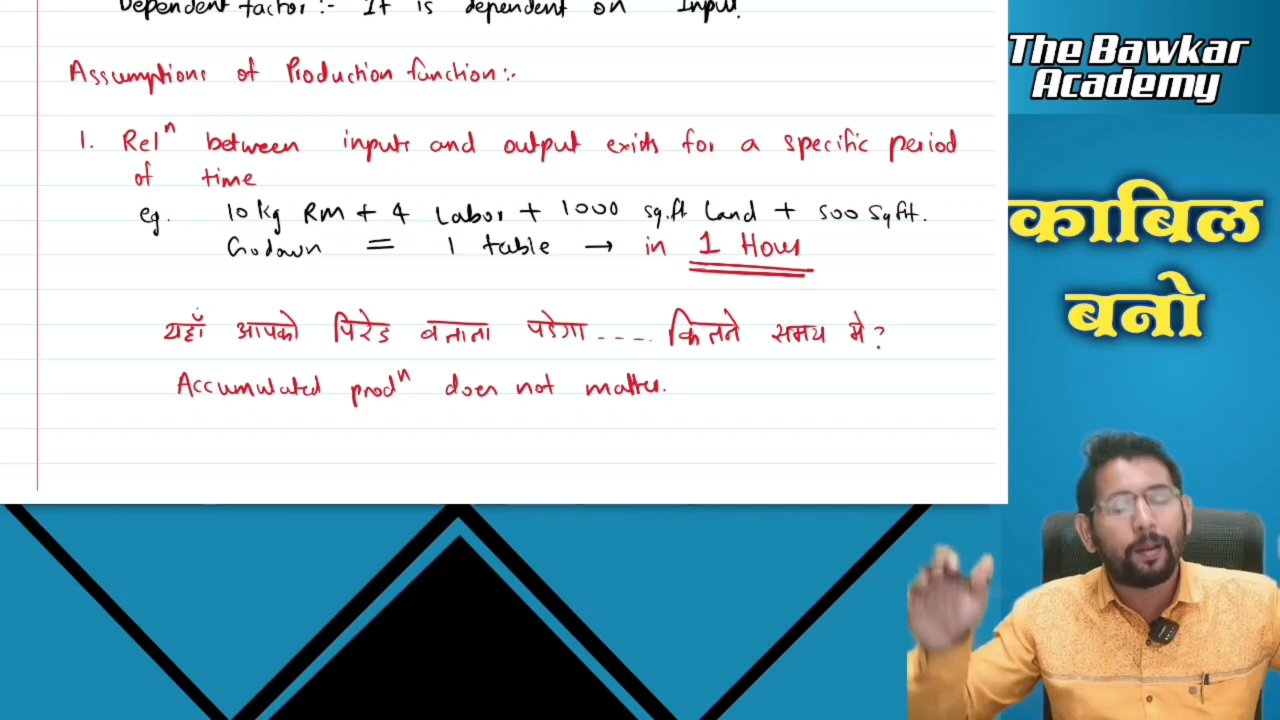 Dependent factor:- It is dependent on Input.
Assumptions of Production function:-
1. Relⁿ between inputs and output exists for a specific period
of time
eg. 10 kg RM + 4 Labor + 1000 sq.ft Land + 500 sqft.
Godown = 1 table → in 1 Hour
यहाँ आपको पिरेड बताना पडेगा .... कितने समय मे?
Accumulated prodⁿ does not matter.
The Bawkar
Academy
काबिल
बनो